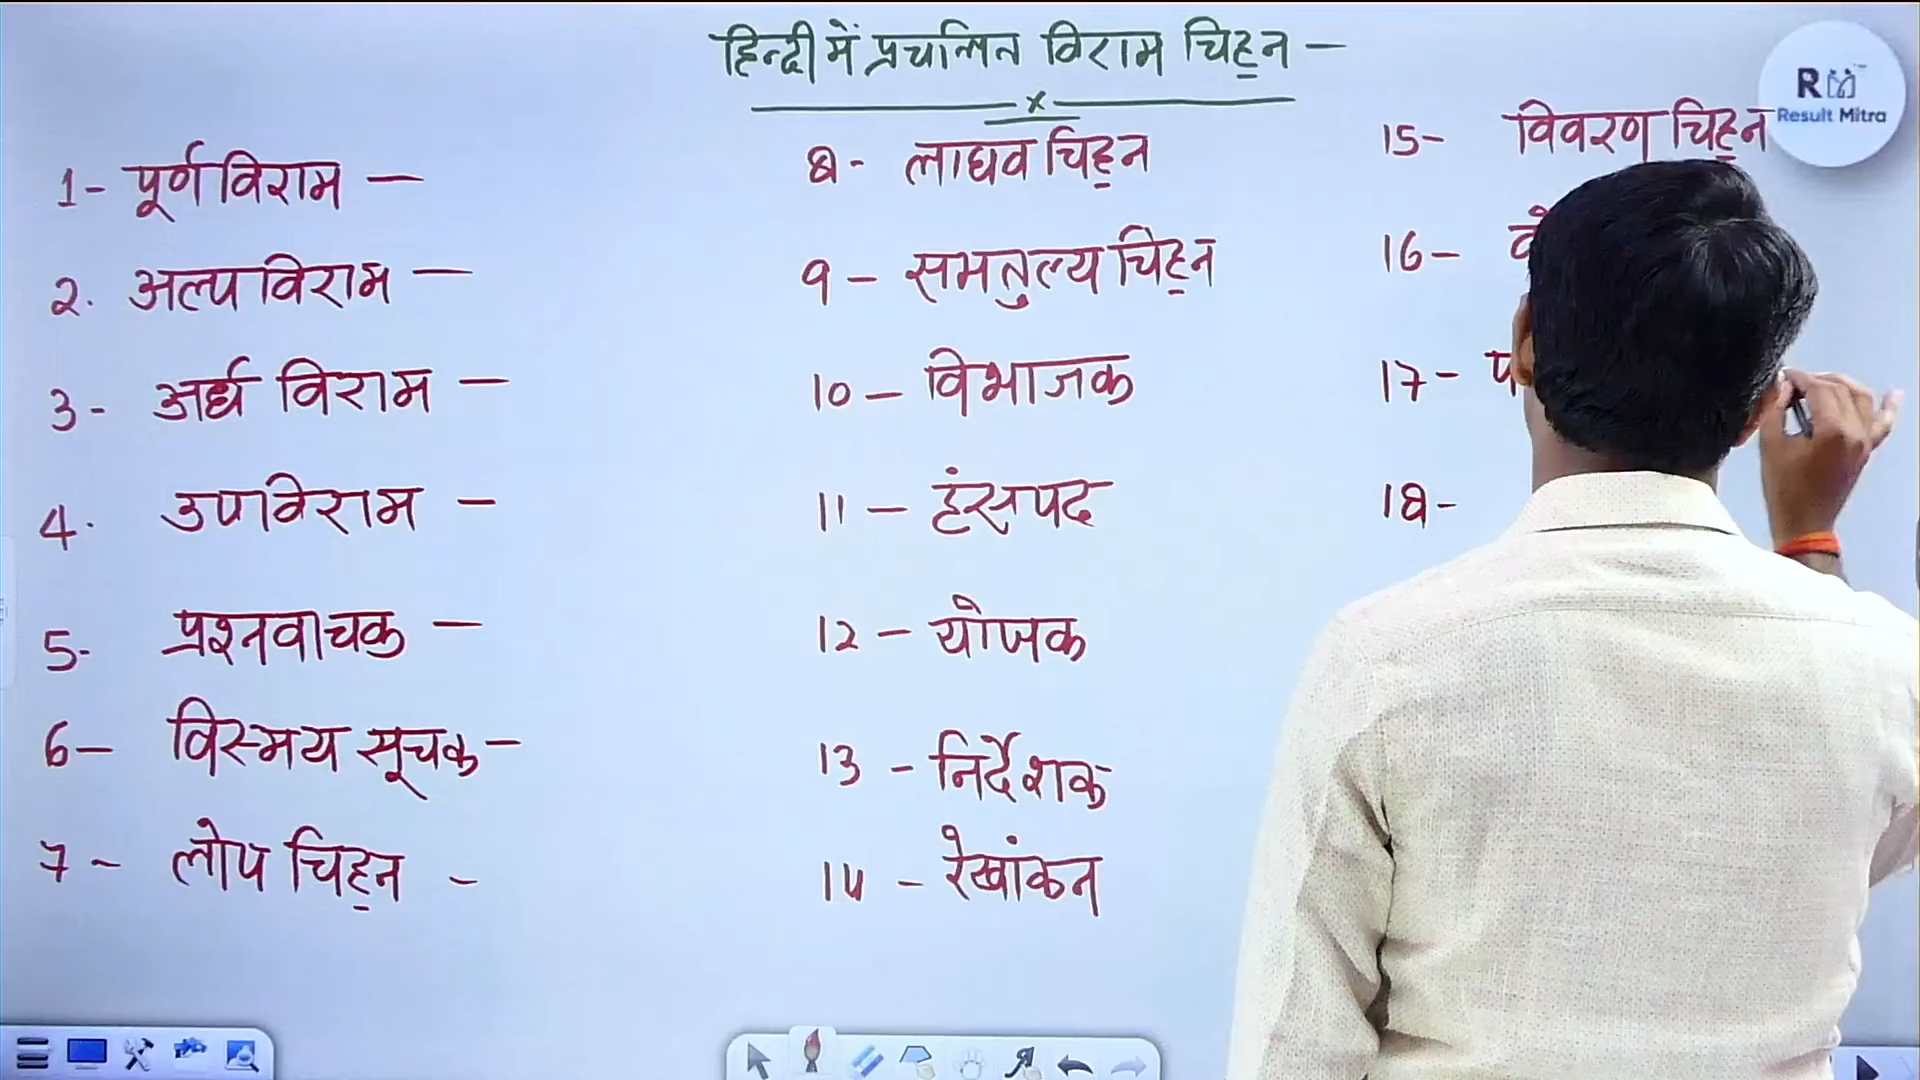 हिन्दी में प्रचलित विराम चिह्न —
x
1- पूर्ण विराम —
2. अल्प विराम —
3- अर्ध विराम —
4. उपविराम —
5- प्रश्नवाचक —
6— विस्मय सूचक —
7- लोप चिह्न -
8- लाघव चिह्न
9 — समतुल्य चिह्न
10 — विभाजक
11 — हंसपद
12 — योजक
13 - निर्देशक
14 - रेखांकन
15- विवरण चिह्न
16-
17-
18-
RM
Result Mitra